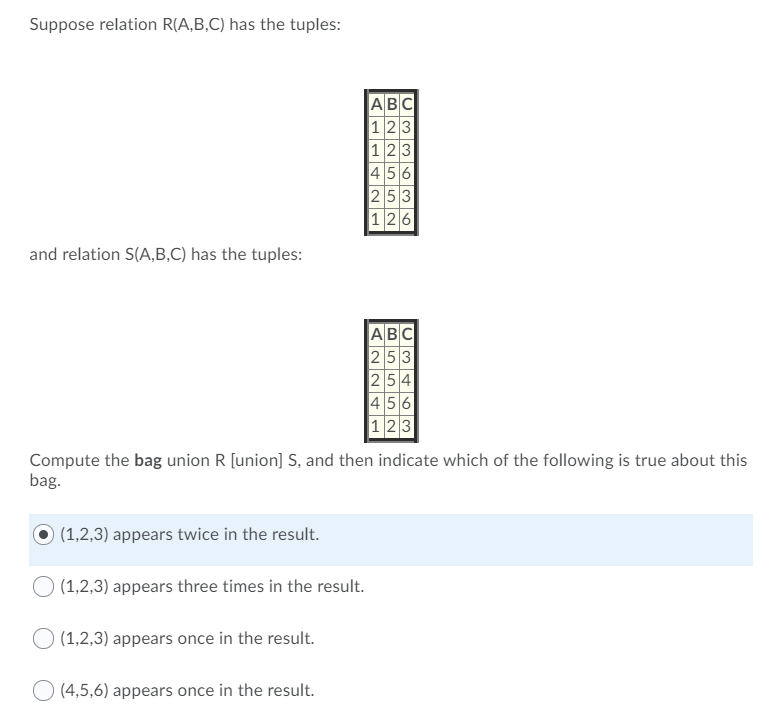 Suppose relation R(A,B,C) has the tuples:
A B C
1 2 3
1 2 3
4 5 6
2 5 3
1 2 6
and relation S(A,B,C) has the tuples:
A B C
2 5 3
2 5 4
4 5 6
1 2 3
Compute the bag union R [union] S, and then indicate which of the following is true about this
bag.
(1,2,3) appears twice in the result.
(1,2,3) appears three times in the result.
(1,2,3) appears once in the result.
(4,5,6) appears once in the result.